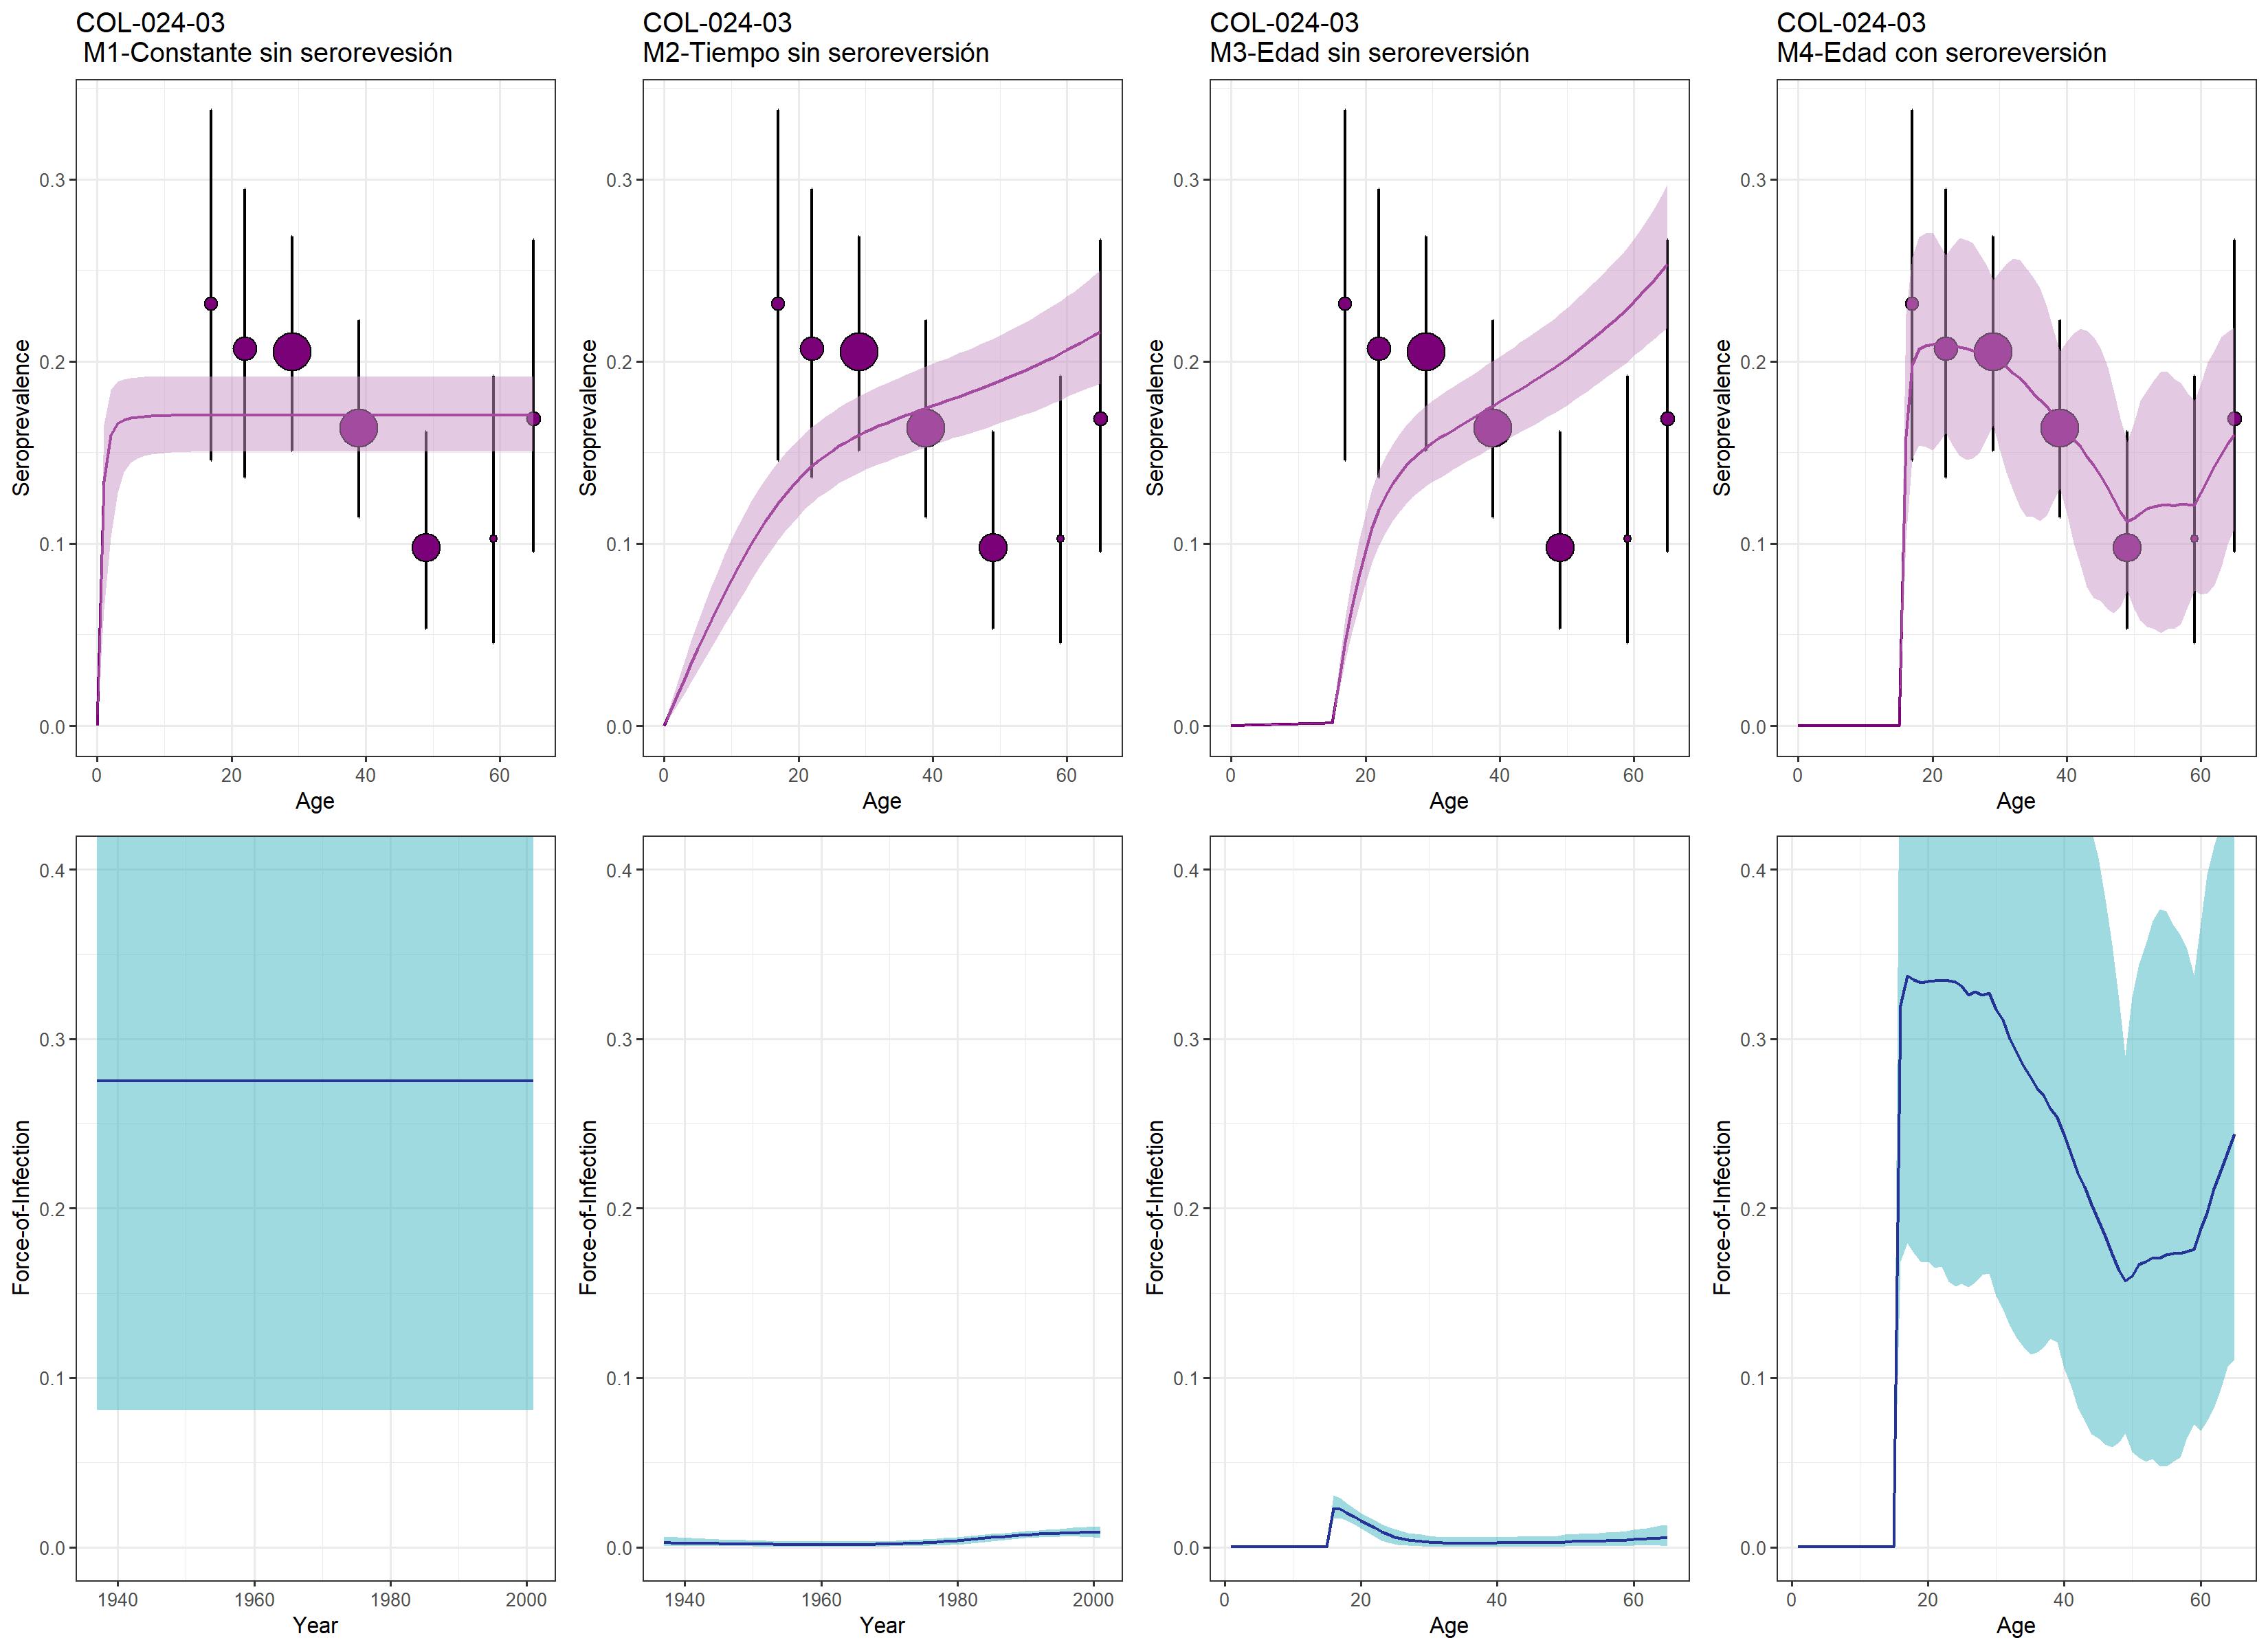 COL-024-03
M1-Constante sin serorevesión
COL-024-03
M2-Tiempo sin seroreversión
COL-024-03
M3-Edad sin seroreversión
COL-024-03
M4-Edad con seroreversión
Seroprevalence
0.3
0.2
0.1
0.0
0
20
40
60
Age
Seroprevalence
0.3
0.2
0.1
0.0
0
20
40
60
Age
Seroprevalence
0.3
0.2
0.1
0.0
0
20
40
60
Age
Seroprevalence
0.3
0.2
0.1
0.0
0
20
40
60
Age
Force-of-Infection
0.4
0.3
0.2
0.1
0.0
1940
1960
1980
2000
Year
Force-of-Infection
0.4
0.3
0.2
0.1
0.0
1940
1960
1980
2000
Year
Force-of-Infection
0.4
0.3
0.2
0.1
0.0
0
20
40
60
Age
Force-of-Infection
0.4
0.3
0.2
0.1
0.0
0
20
40
60
Age